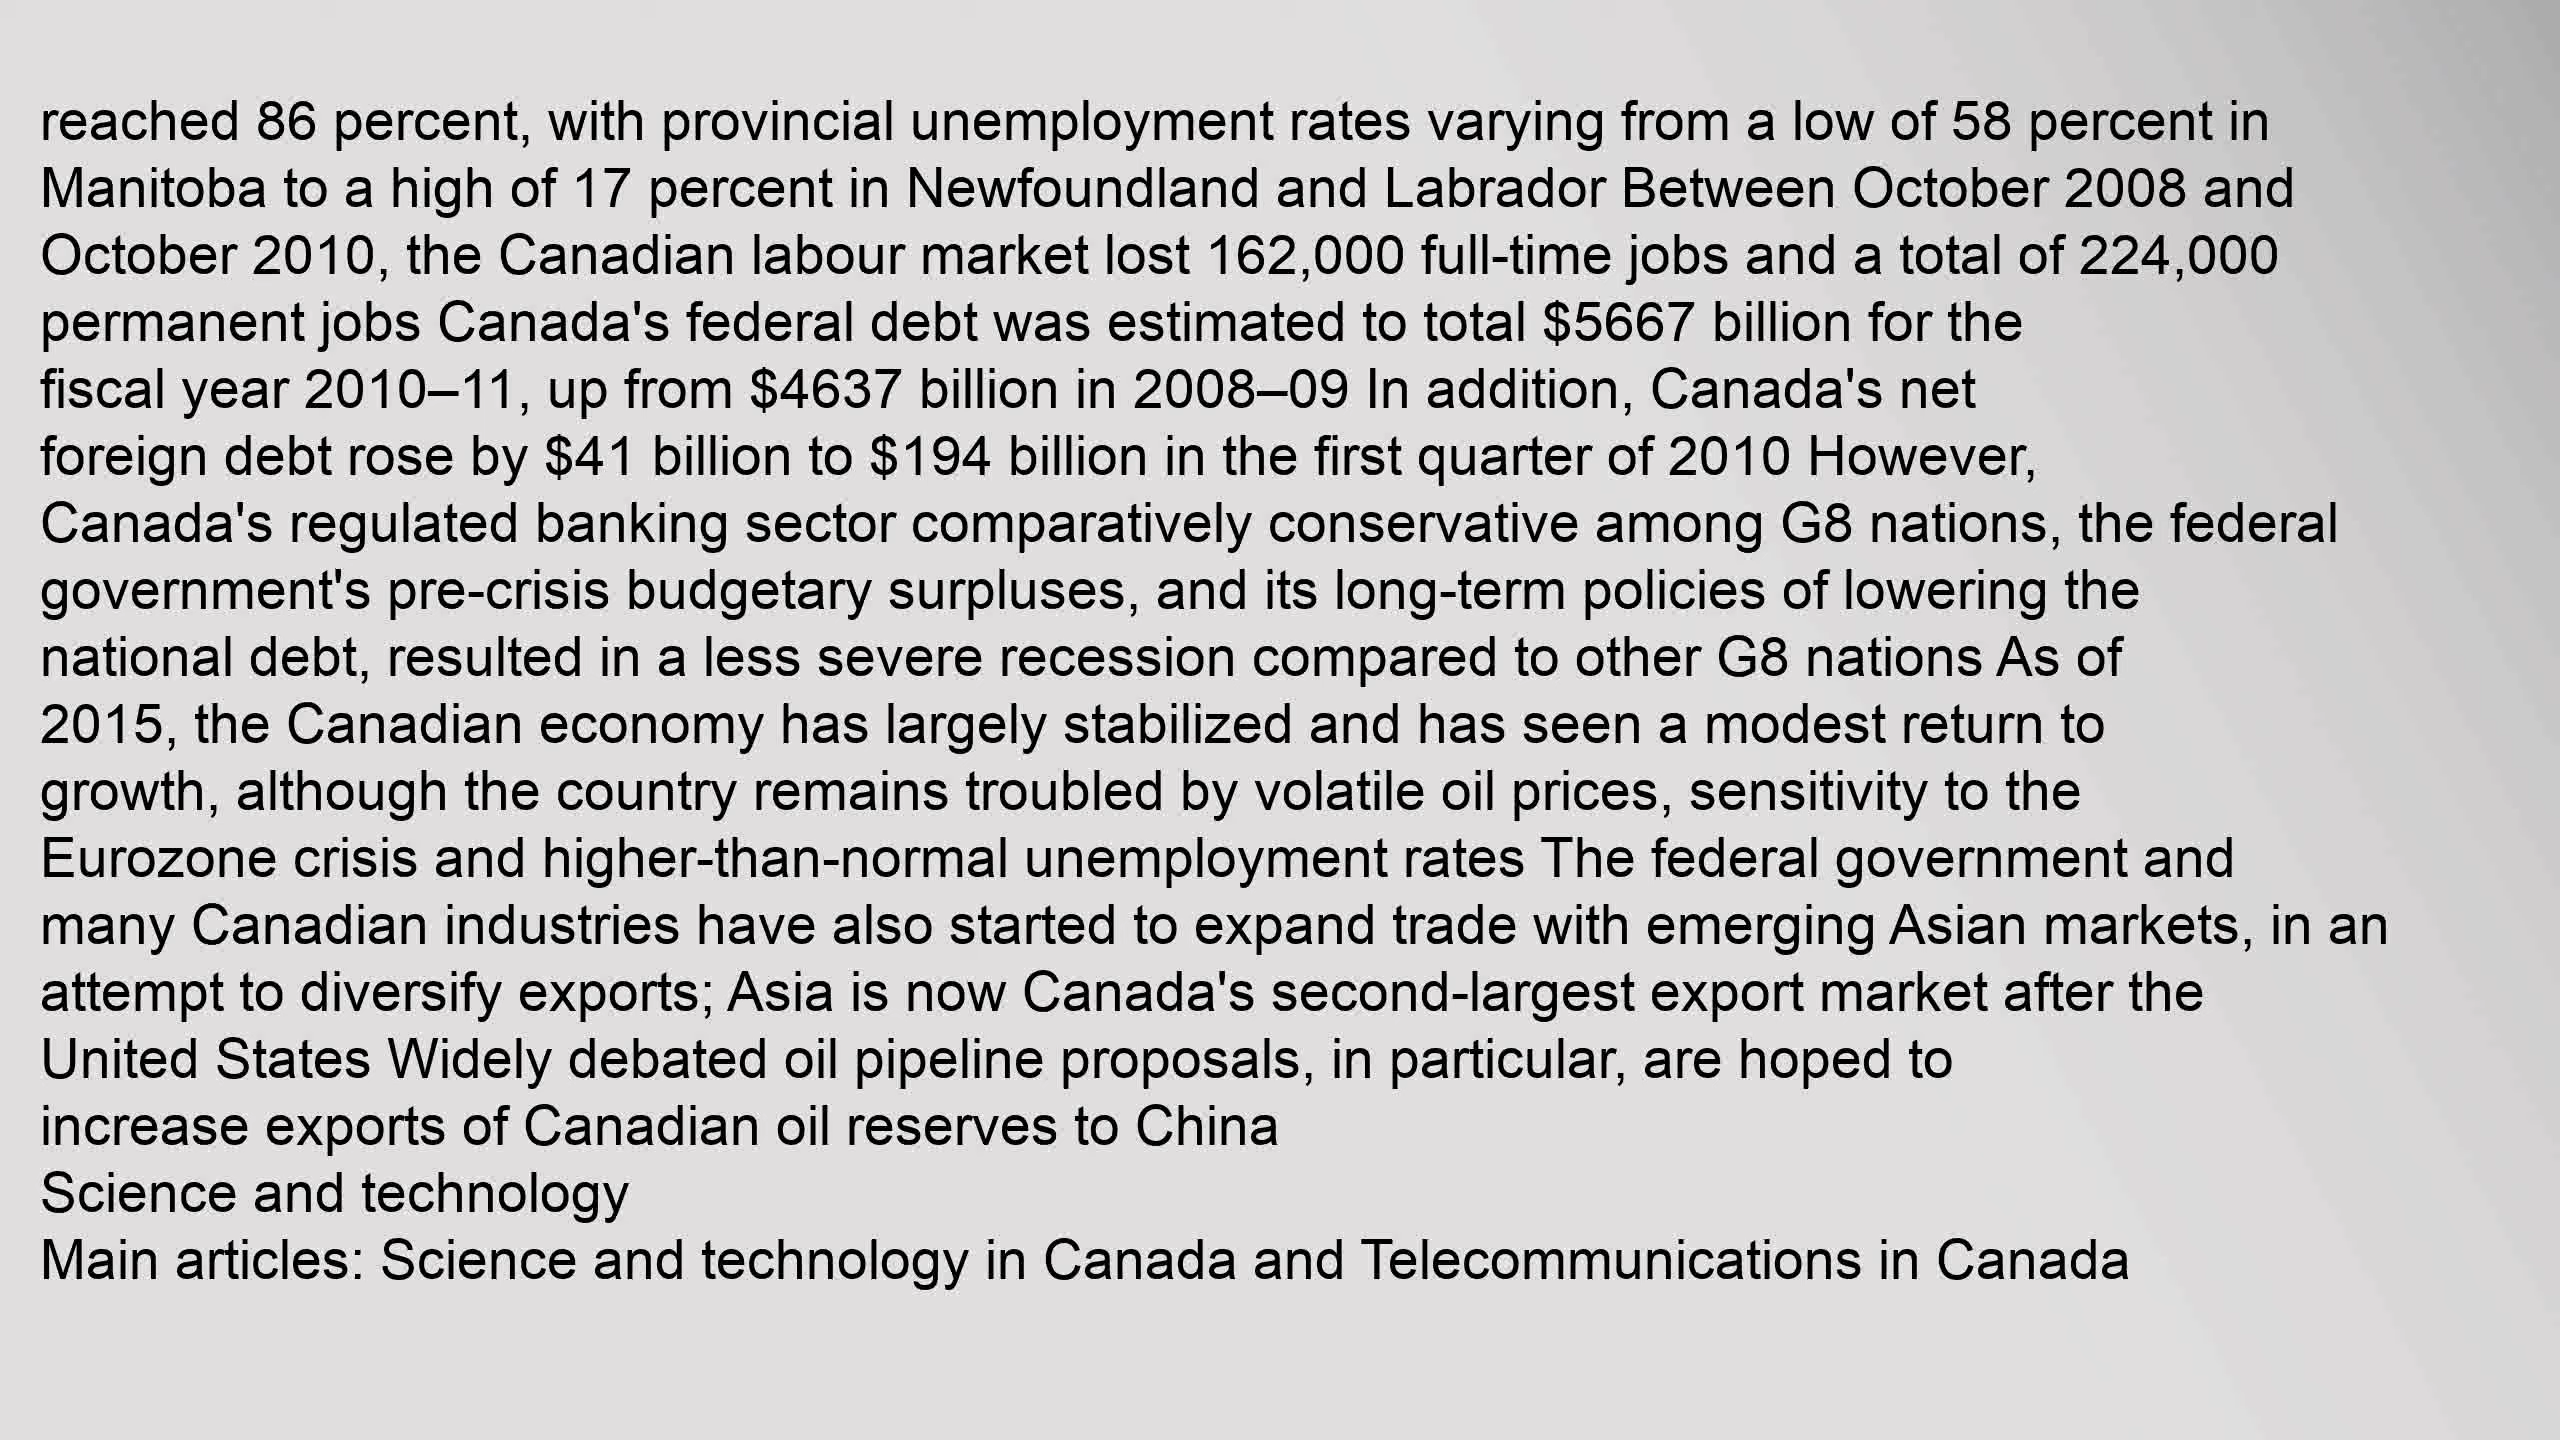 reached 86 percent, with provincial unemployment rates varying from a low of 58 percent in
Manitoba to a high of 17 percent in Newfoundland and Labrador Between October 2008 and
October 2010, the Canadian labour market lost 162,000 full-time jobs and a total of 224,000
permanent jobs Canada's federal debt was estimated to total $5667 billion for the
fiscal year 2010–11, up from $4637 billion in 2008–09 In addition, Canada's net
foreign debt rose by $41 billion to $194 billion in the first quarter of 2010 However,
Canada's regulated banking sector comparatively conservative among G8 nations, the federal
government's pre-crisis budgetary surpluses, and its long-term policies of lowering the
national debt, resulted in a less severe recession compared to other G8 nations As of
2015, the Canadian economy has largely stabilized and has seen a modest return to
growth, although the country remains troubled by volatile oil prices, sensitivity to the
Eurozone crisis and higher-than-normal unemployment rates The federal government and
many Canadian industries have also started to expand trade with emerging Asian markets, in an
attempt to diversify exports; Asia is now Canada's second-largest export market after the
United States Widely debated oil pipeline proposals, in particular, are hoped to
increase exports of Canadian oil reserves to China
Science and technology
Main articles: Science and technology in Canada and Telecommunications in Canada